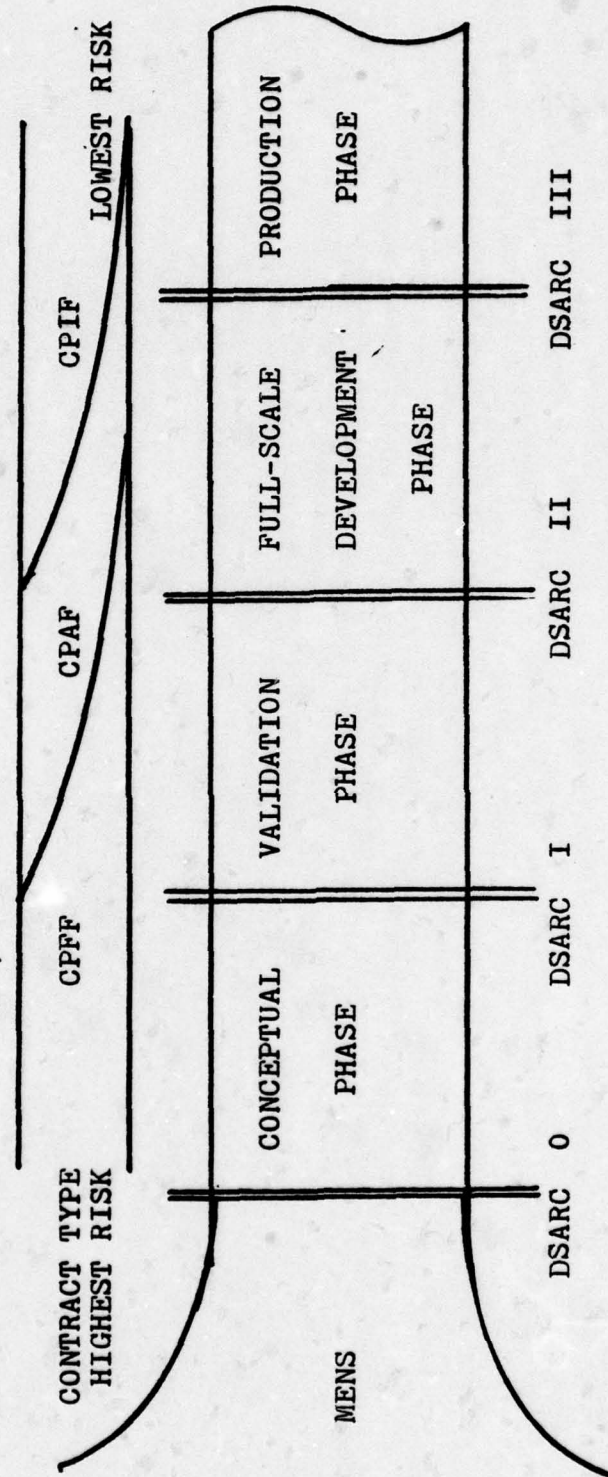 CONTRACT TYPE
HIGHEST RISK
CPFF
CPAF
CPIF
LOWEST RISK
MENS
CONCEPTUAL
PHASE
VALIDATION
PHASE
FULL-SCALE
DEVELOPMENT
PHASE
PRODUCTION
PHASE
DSARC 0
DSARC I
DSARC II
DSARC III